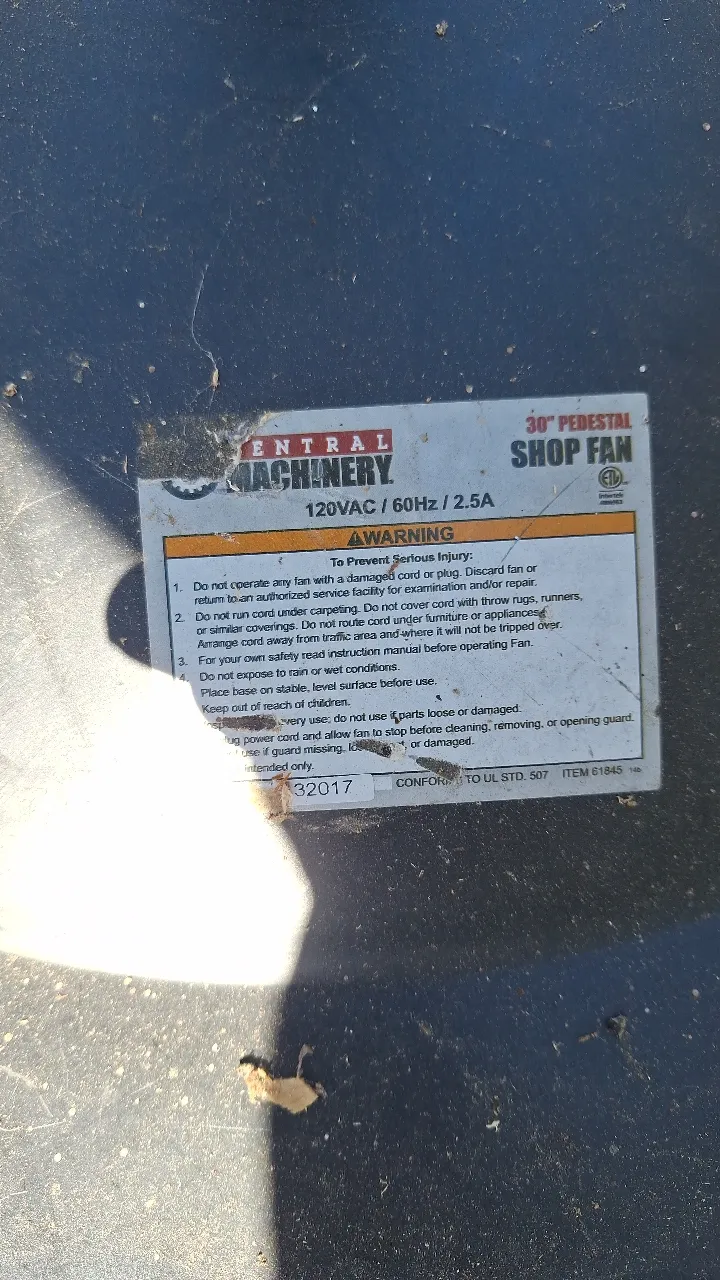 ENTRAL
MACHINERY.
30" PEDESTAL
SHOP FAN
ETL
Intertek
120VAC / 60Hz / 2.5A
WARNING
To Prevent Serious Injury:
1. Do not operate any fan with a damaged cord or plug. Discard fan or
return to an authorized service facility for examination and/or repair.
2. Do not run cord under carpeting. Do not cover cord with throw rugs, runners,
or similar coverings. Do not route cord under furniture or appliances.
Arrange cord away from traffic area and where it will not be tripped over.
3. For your own safety read instruction manual before operating Fan.
4. Do not expose to rain or wet conditions.
Place base on stable, level surface before use.
Keep out of reach of children.
very use; do not use if parts loose or damaged.
ug power cord and allow fan to stop before cleaning, removing, or opening guard.
use if guard missing, lo or damaged.
intended only.
32017
CONFOR TO UL STD. 507 ITEM 61845